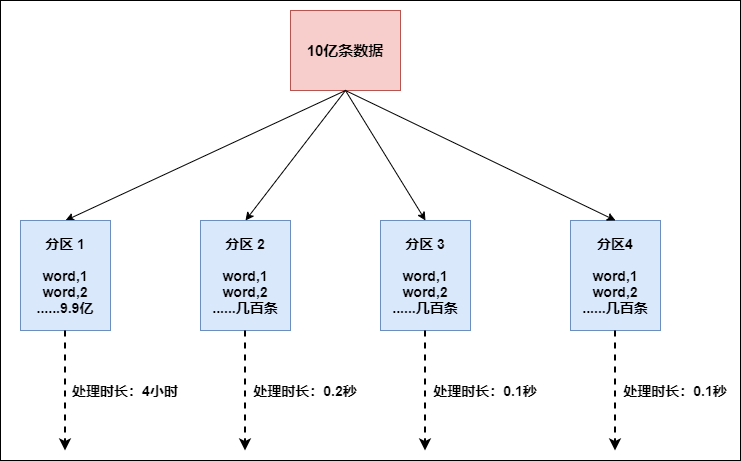 10亿条数据
分区 1
word,1
word,2
......9.9亿
分区 2
word,1
word,2
......几百条
分区 3
word,1
word,2
......几百条
分区4
word,1
word,2
......几百条
处理时长：4小时
处理时长：0.2秒
处理时长：0.1秒
处理时长：0.1秒